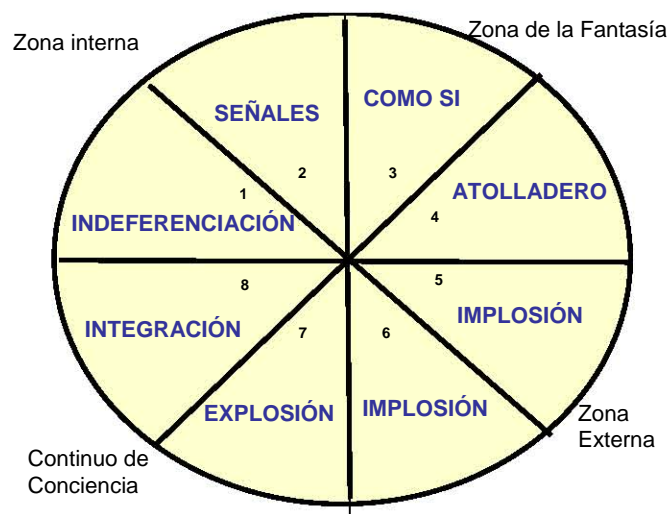 Zona interna
Zona de la Fantasía
SEÑALES
COMO SI
2
3
1
4
INDEFERENCIACIÓN
ATOLLADERO
8
5
INTEGRACIÓN
IMPLOSIÓN
7
6
EXPLOSIÓN
IMPLOSIÓN
Zona
Externa
Continuo de
Conciencia